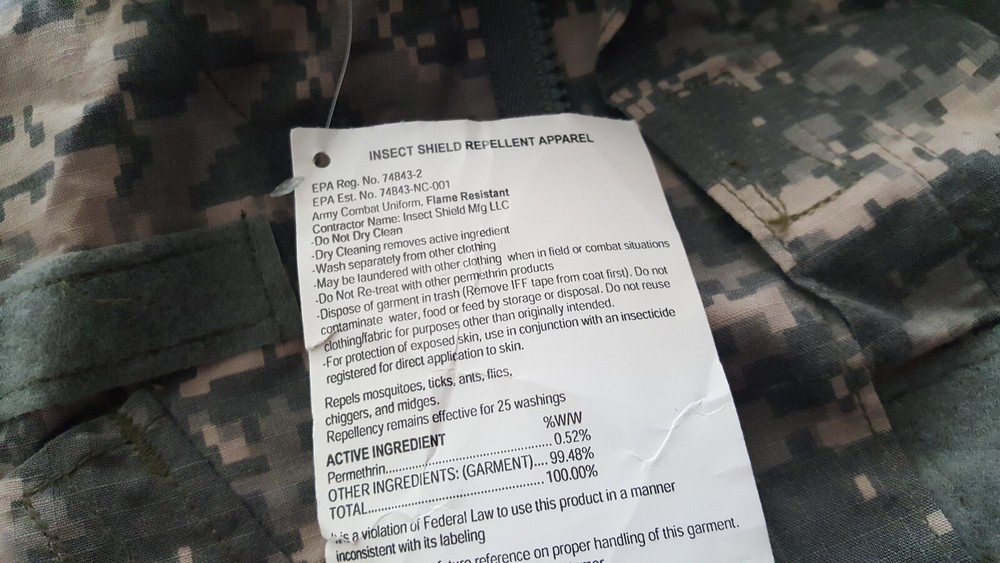 INSECT SHIELD REPELLENT APPAREL
EPA Reg. No. 74843-2
EPA Est. No. 74843-NC-001
Army Combat Uniform, Flame Resistant
Contractor Name: Insect Shield Mfg LLC
-Do Not Dry Clean
-Dry Cleaning removes active ingredient
-Wash separately from other clothing
-May be laundered with other clothing when in field or combat situations
-Do Not Re-treat with other permethrin products
-Dispose of garment in trash (Remove IFF tape from coat first). Do not
contaminate water, food or feed by storage or disposal. Do not reuse
clothing/fabric for purposes other than originally intended.
-For protection of exposed skin, use in conjunction with an insecticide
registered for direct application to skin.
Repels mosquitoes, ticks, ants, flies,
chiggers, and midges.
Repellency remains effective for 25 washings
ACTIVE INGREDIENT %W/W
Permethrin.................................... 0.52%
OTHER INGREDIENTS: (GARMENT).... 99.48%
TOTAL........................................ 100.00%
is a violation of Federal Law to use this product in a manner
inconsistent with its labeling
reference on proper handling of this garment.